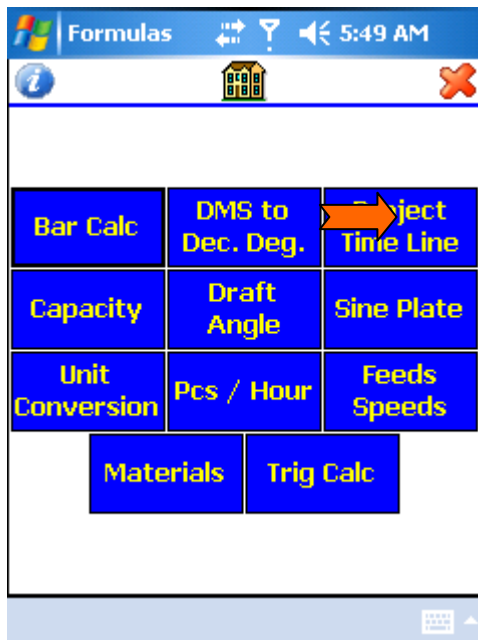 Formulas 5:49 AM
Bar Calc
DMS to
Dec. Deg.
Project
Time Line
Capacity
Draft
Angle
Sine Plate
Unit
Conversion
Pcs / Hour
Feeds
Speeds
Materials
Trig Calc